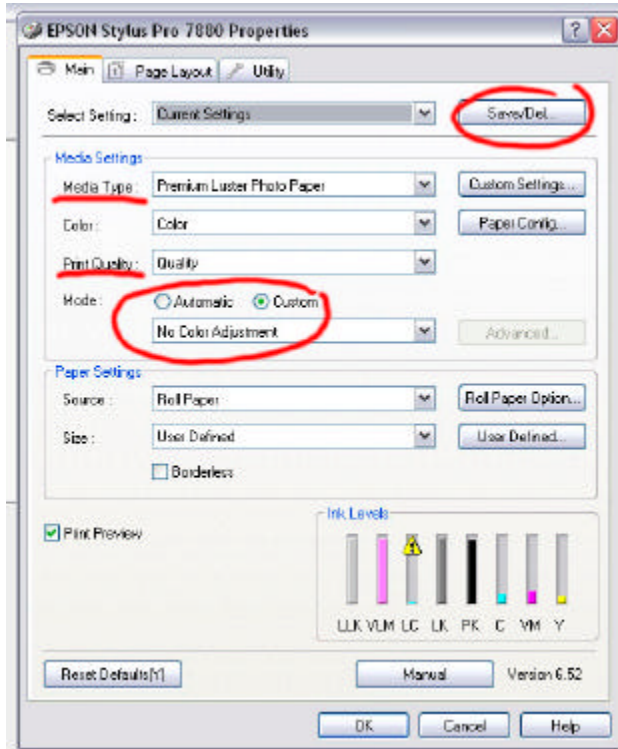 EPSON Stylus Pro 7880 Properties
Main Page Layout Utility
Select Setting : Current Settings Save/Del...
Media Settings
Media Type : Premium Luster Photo Paper Custom Settings...
Color : Color Paper Config...
Print Quality : Quality
Mode : Automatic Custom
No Color Adjustment Advanced...
Paper Settings
Source : Roll Paper Roll Paper Option...
Size : User Defined User Defined...
Borderless
Print Preview
Ink Levels
LLK VLM LC LK PK C VM Y
Reset Defaults(Y) Manual Version 6.52
OK Cancel Help